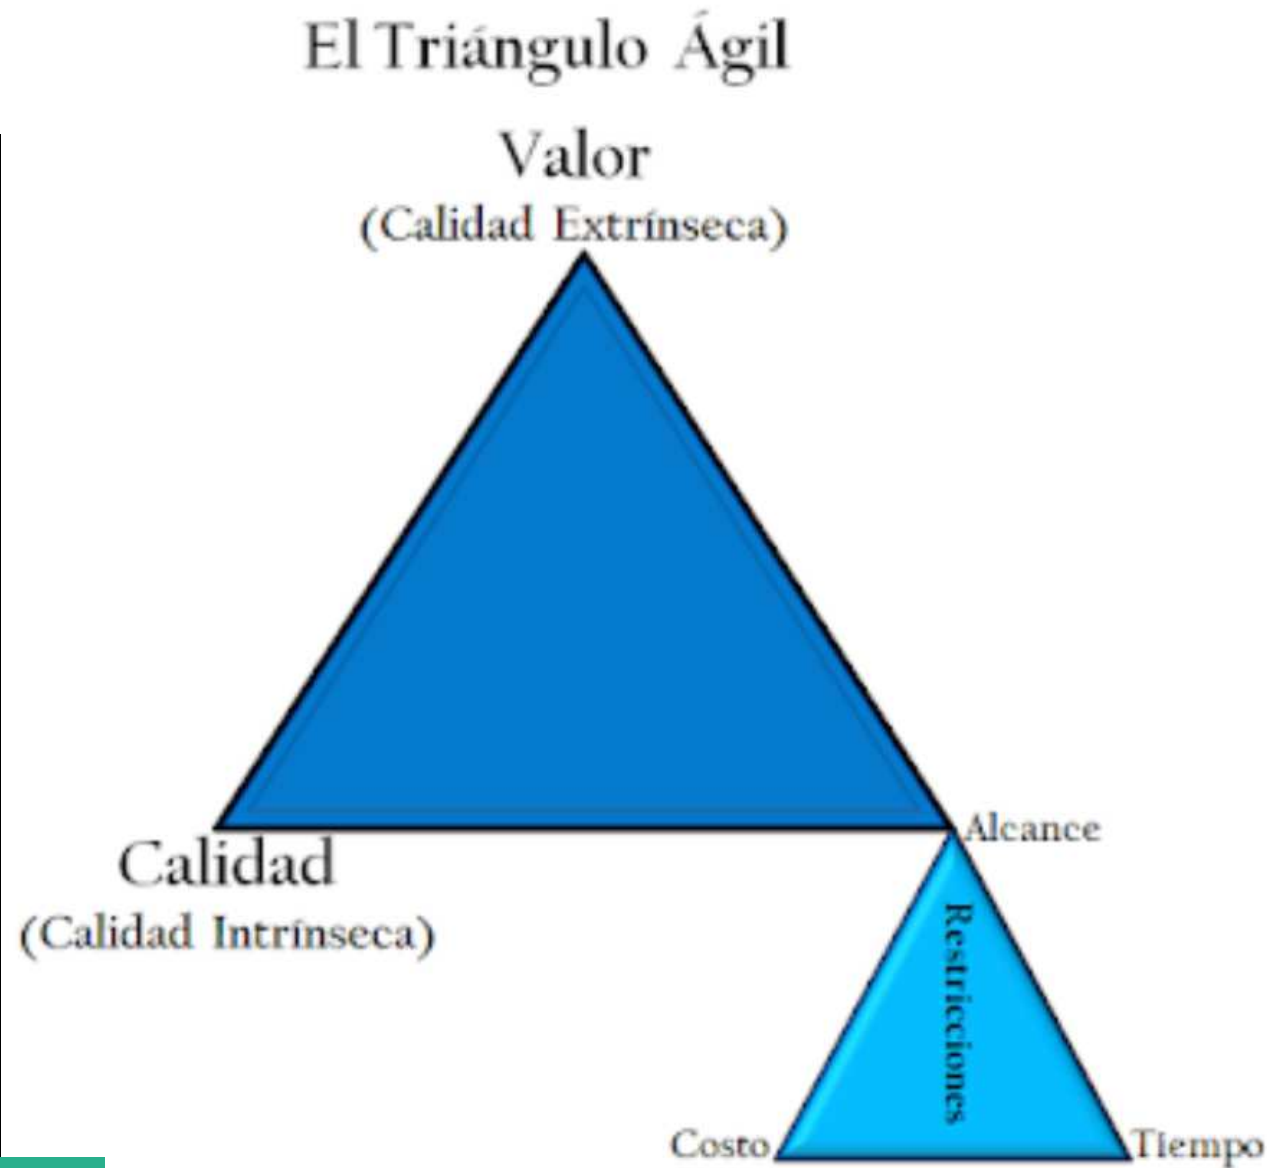 El Triángulo Ágil
Valor
(Calidad Extrínseca)
Alcance
Calidad
(Calidad Intrínseca)
Restricciones
Costo
Tiempo